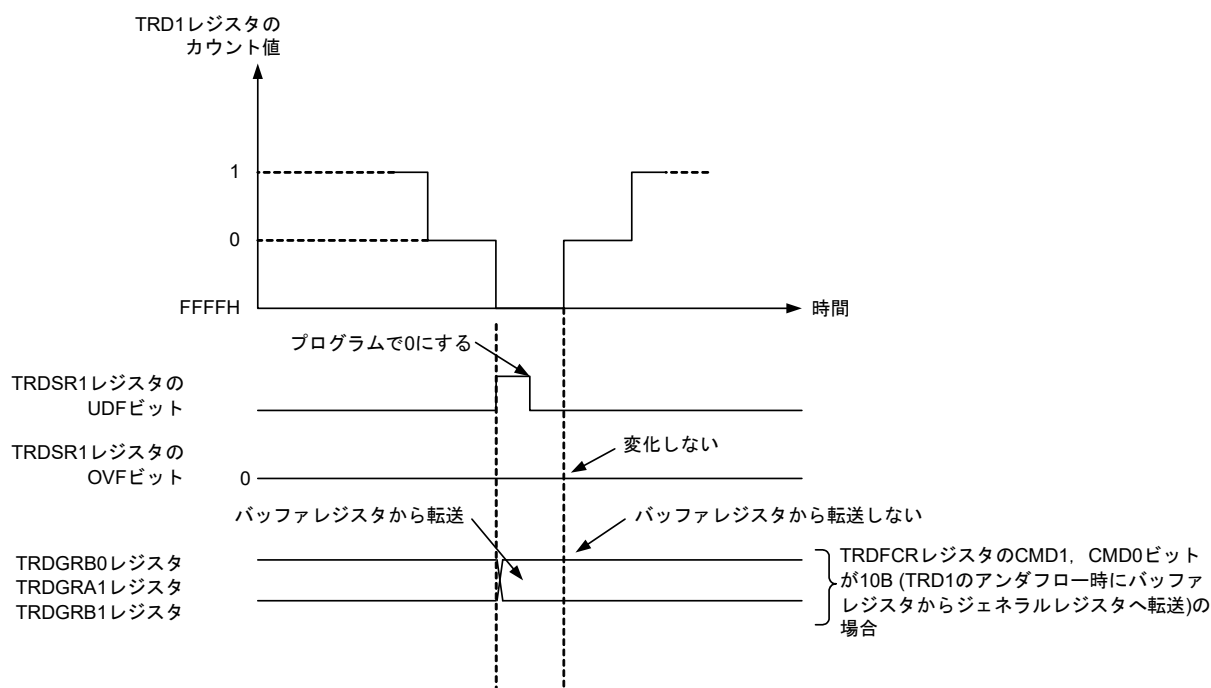 TRD1レジスタの
カウント値
1
0
FFFFH
時間
プログラムで0にする
TRDSR1レジスタの
UDFビット
TRDSR1レジスタの
OVFビット
0
変化しない
バッファレジスタから転送
バッファレジスタから転送しない
TRDGRB0レジスタ
TRDGRA1レジスタ
TRDGRB1レジスタ
TRDFCRレジスタのCMD1, CMD0ビット
が10B (TRD1のアンダフロー時にバッファ
レジスタからジェネラルレジスタへ転送)の
場合